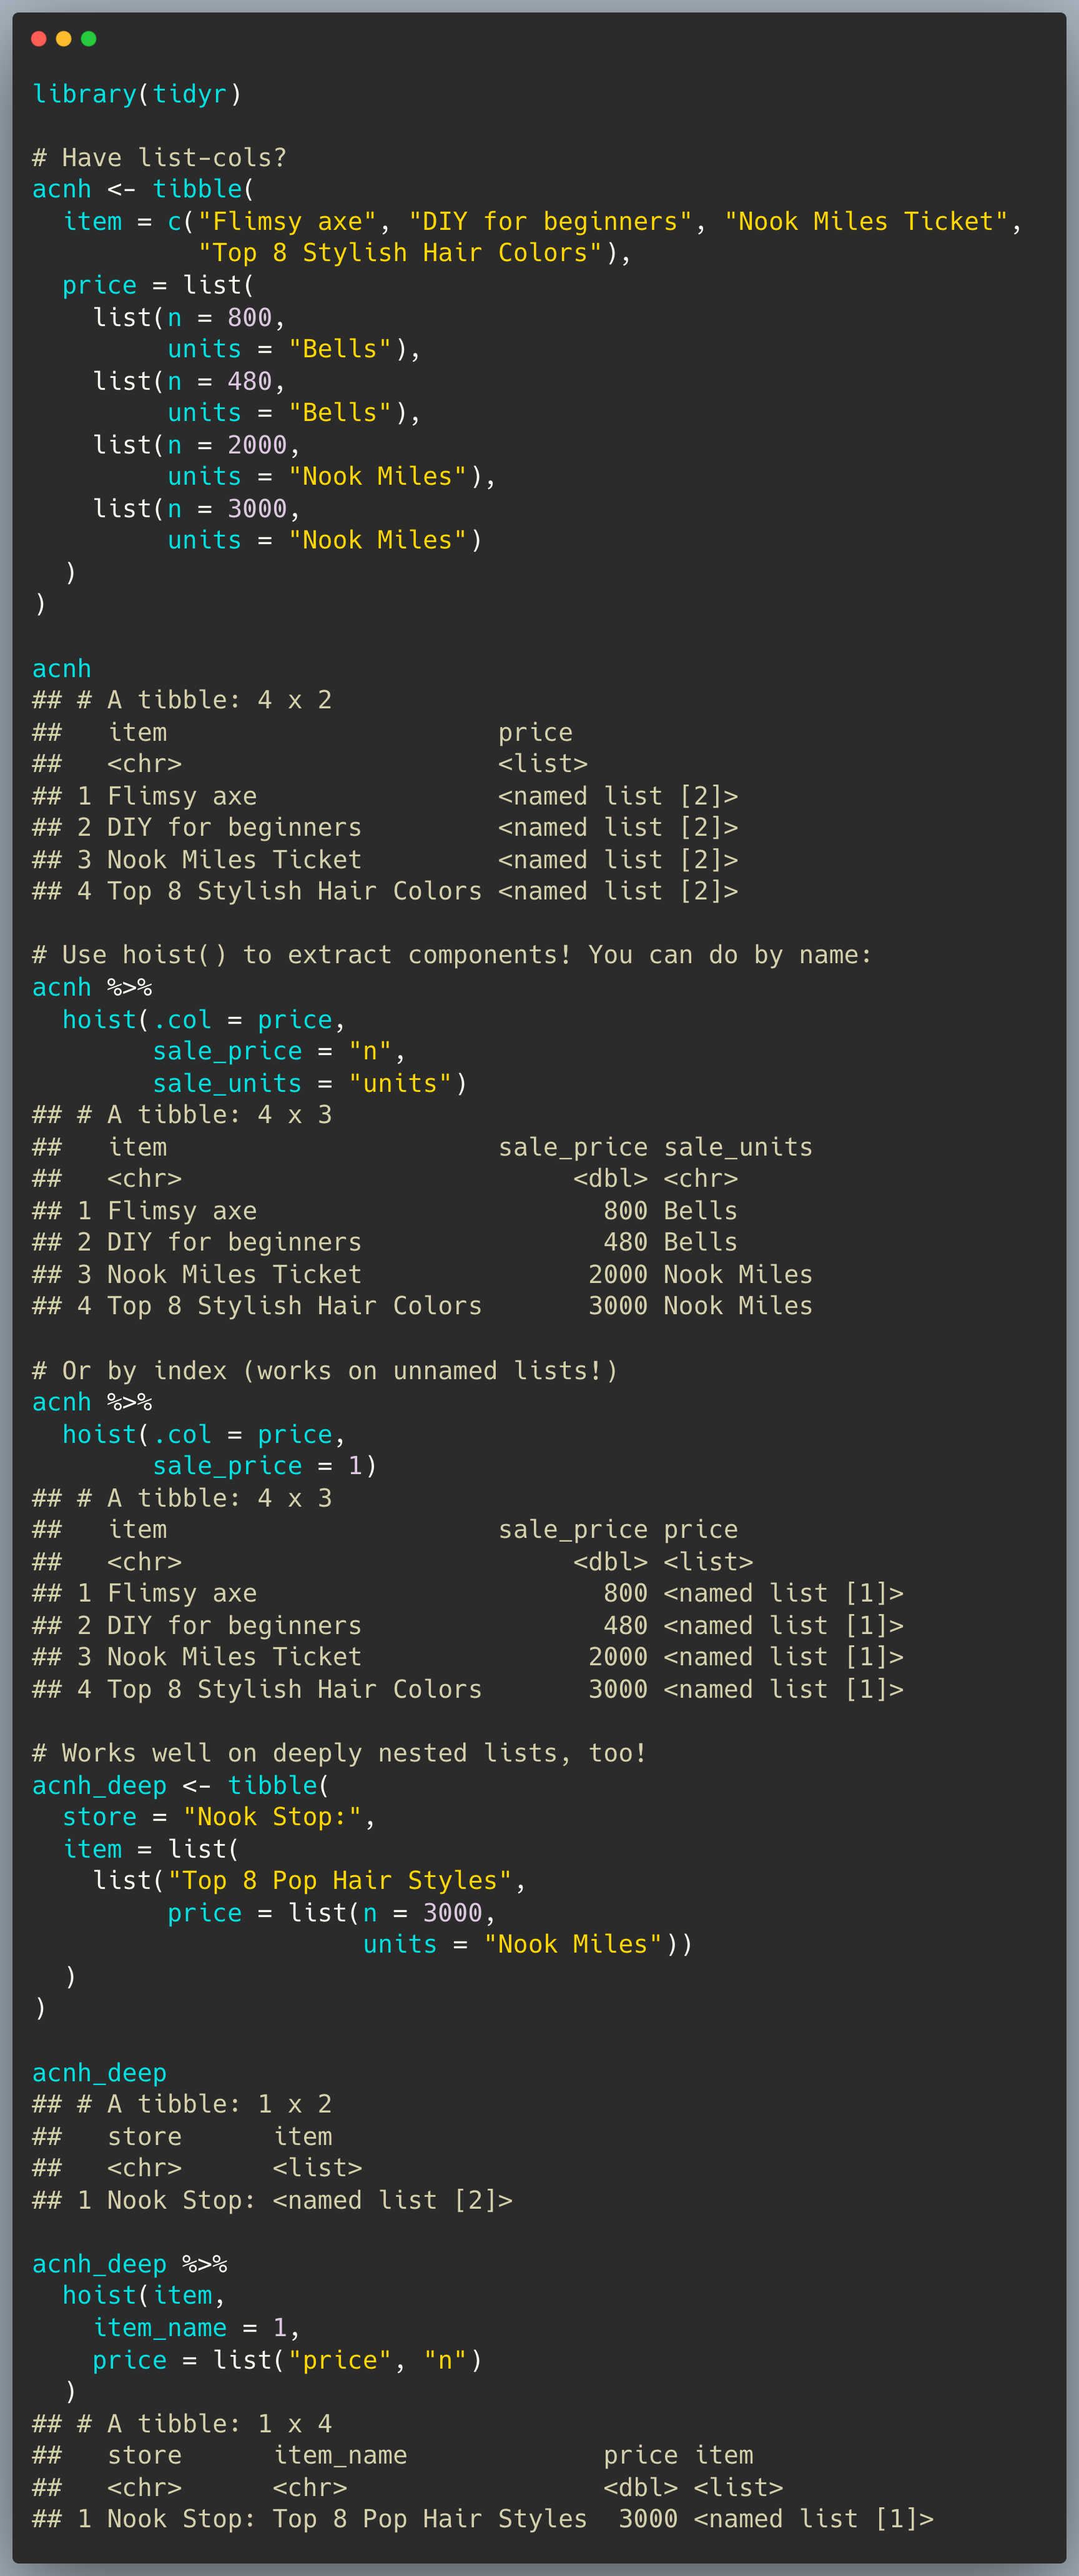 library(tidyr)

# Have list-cols?
acnh <- tibble(
  item = c("Flimsy axe", "DIY for beginners", "Nook Miles Ticket",
           "Top 8 Stylish Hair Colors"),
  price = list(
    list(n = 800,
         units = "Bells"),
    list(n = 480,
         units = "Bells"),
    list(n = 2000,
         units = "Nook Miles"),
    list(n = 3000,
         units = "Nook Miles")
  )
)

acnh
## # A tibble: 4 x 2
##   item                      price
##   <chr>                     <list>
## 1 Flimsy axe                <named list [2]>
## 2 DIY for beginners         <named list [2]>
## 3 Nook Miles Ticket         <named list [2]>
## 4 Top 8 Stylish Hair Colors <named list [2]>

# Use hoist() to extract components! You can do by name:
acnh %>%
  hoist(.col = price,
        sale_price = "n",
        sale_units = "units")
## # A tibble: 4 x 3
##   item                      sale_price sale_units
##   <chr>                          <dbl> <chr>
## 1 Flimsy axe                       800 Bells
## 2 DIY for beginners                480 Bells
## 3 Nook Miles Ticket               2000 Nook Miles
## 4 Top 8 Stylish Hair Colors       3000 Nook Miles

# Or by index (works on unnamed lists!)
acnh %>%
  hoist(.col = price,
        sale_price = 1)
## # A tibble: 4 x 3
##   item                      sale_price price
##   <chr>                          <dbl> <list>
## 1 Flimsy axe                       800 <named list [1]>
## 2 DIY for beginners                480 <named list [1]>
## 3 Nook Miles Ticket               2000 <named list [1]>
## 4 Top 8 Stylish Hair Colors       3000 <named list [1]>

# Works well on deeply nested lists, too!
acnh_deep <- tibble(
  store = "Nook Stop:",
  item = list(
    list("Top 8 Pop Hair Styles",
         price = list(n = 3000,
                      units = "Nook Miles"))
  )
)

acnh_deep
## # A tibble: 1 x 2
##   store      item
##   <chr>      <list>
## 1 Nook Stop: <named list [2]>

acnh_deep %>%
  hoist(item,
    item_name = 1,
    price = list("price", "n")
  )
## # A tibble: 1 x 4
##   store      item_name             price item
##   <chr>      <chr>                 <dbl> <list>
## 1 Nook Stop: Top 8 Pop Hair Styles  3000 <named list [1]>